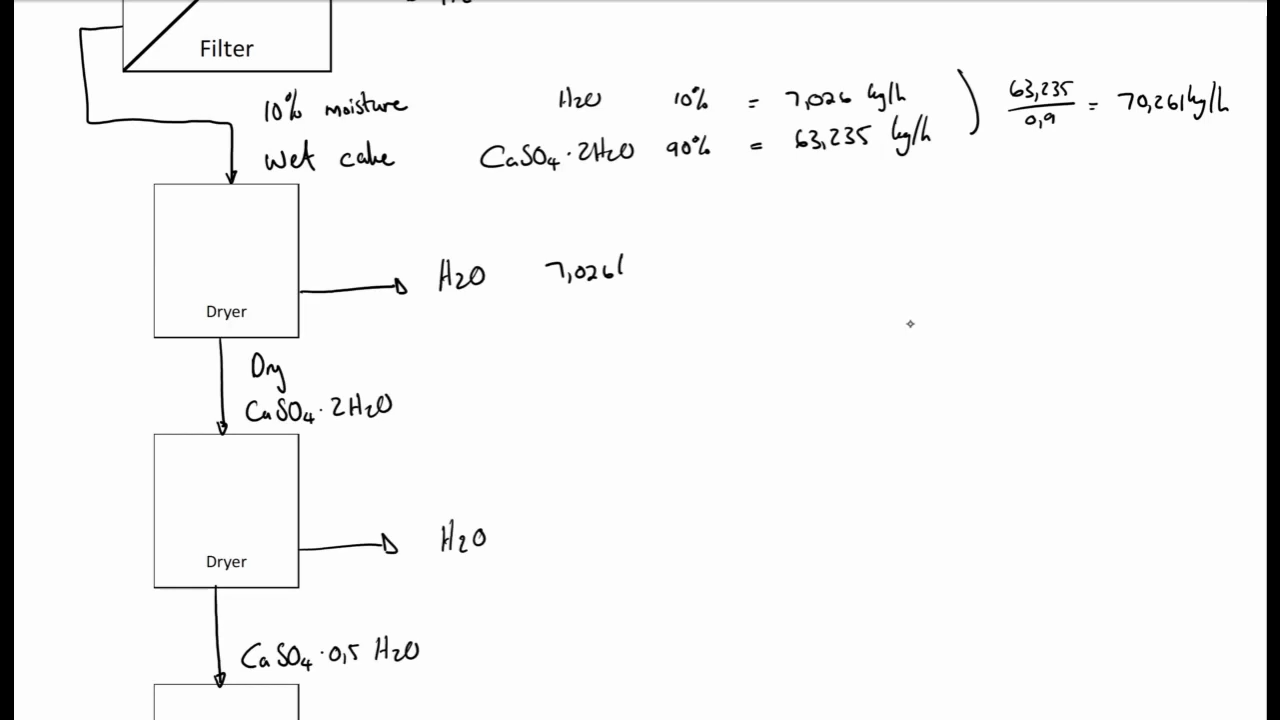 Filter
10% moisture
Wet cake
H2O 10% = 7,026 kg/h
CaSO4·2H2O 90% = 63,235 kg/h
63,235
0,9
= 70,261 kg/h
H2O 7,026
Dryer
Dry
CaSO4·2H2O
H2O
Dryer
CaSO4·0,5 H2O